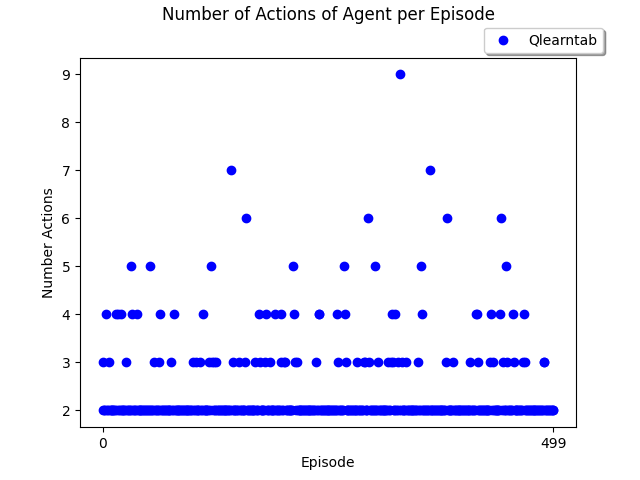 Number of Actions of Agent per Episode
Qlearntab
9
8
7
6
5
4
3
2
Number Actions
0
499
Episode